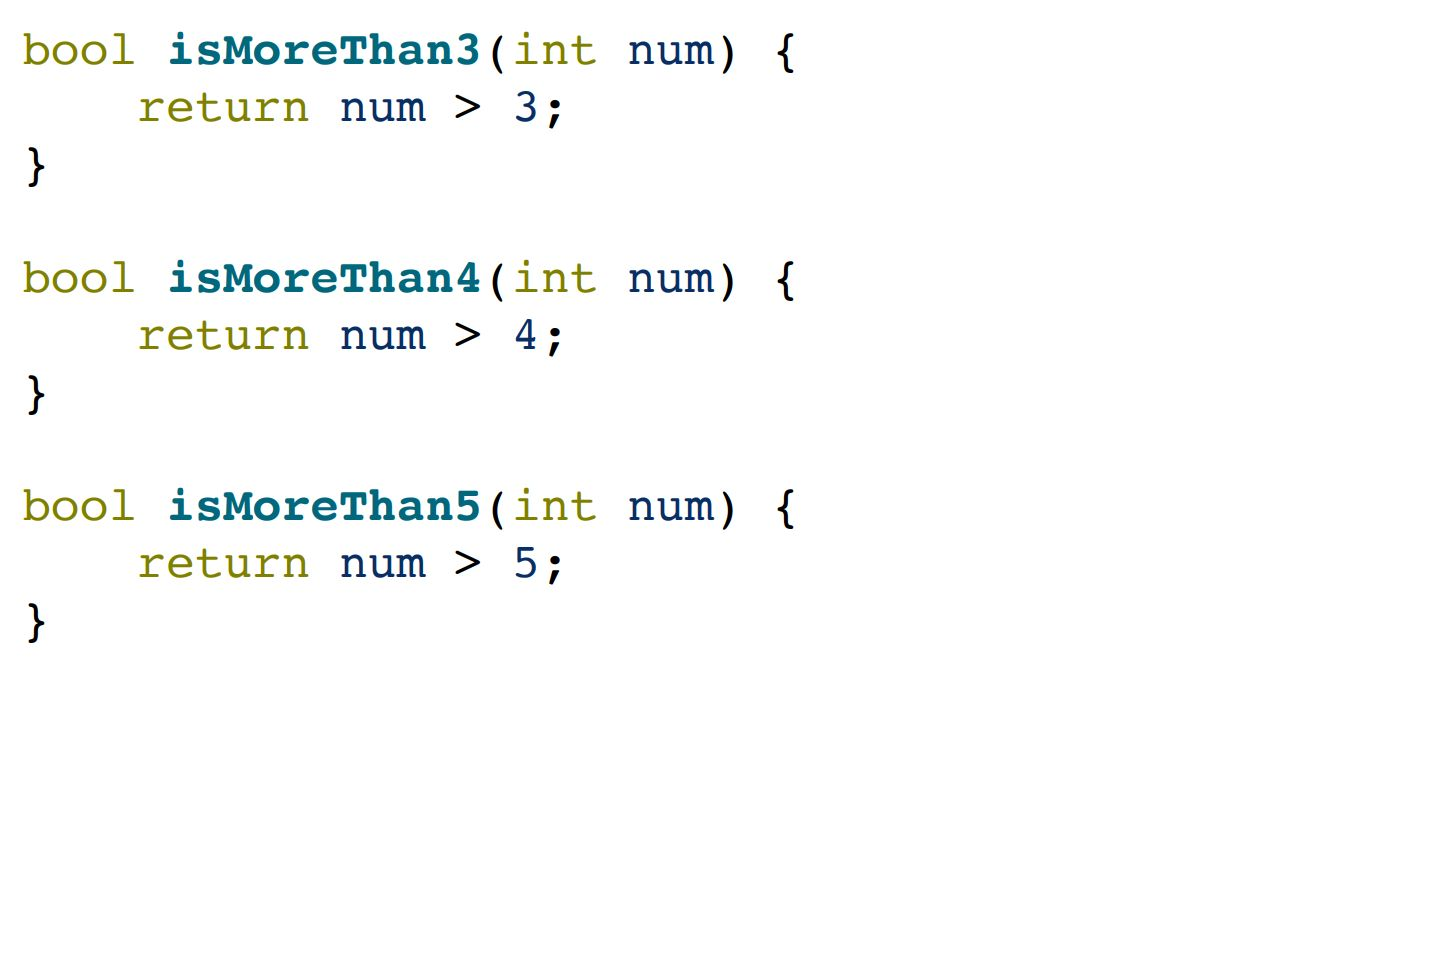 bool isMoreThan3(int num) {
    return num > 3;
}

bool isMoreThan4(int num) {
    return num > 4;
}

bool isMoreThan5(int num) {
    return num > 5;
}